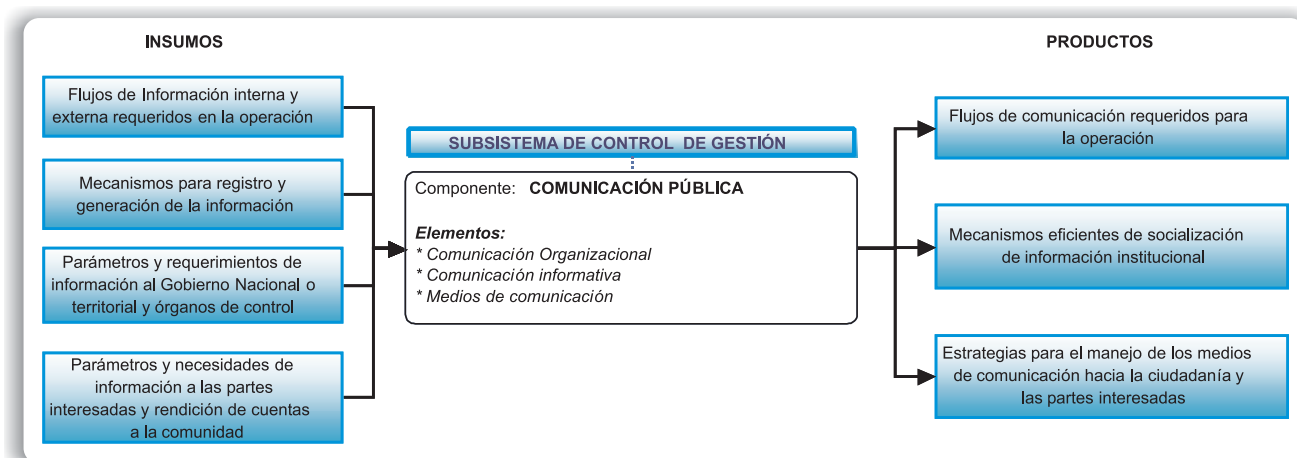 INSUMOS
Flujos de Información interna y
externa requeridos en la operación
Mecanismos para registro y
generación de la información
Parámetros y requerimientos de
información al Gobierno Nacional o
territorial y órganos de control
Parámetros y necesidades de
información a las partes
interesadas y rendición de cuentas
a la comunidad
SUBSISTEMA DE CONTROL DE GESTIÓN
Componente: COMUNICACIÓN PÚBLICA
Elementos:
* Comunicación Organizacional
* Comunicación informativa
* Medios de comunicación
PRODUCTOS
Flujos de comunicación requeridos para
la operación
Mecanismos eficientes de socialización
de información institucional
Estrategias para el manejo de los medios
de comunicación hacia la ciudadanía y
las partes interesadas